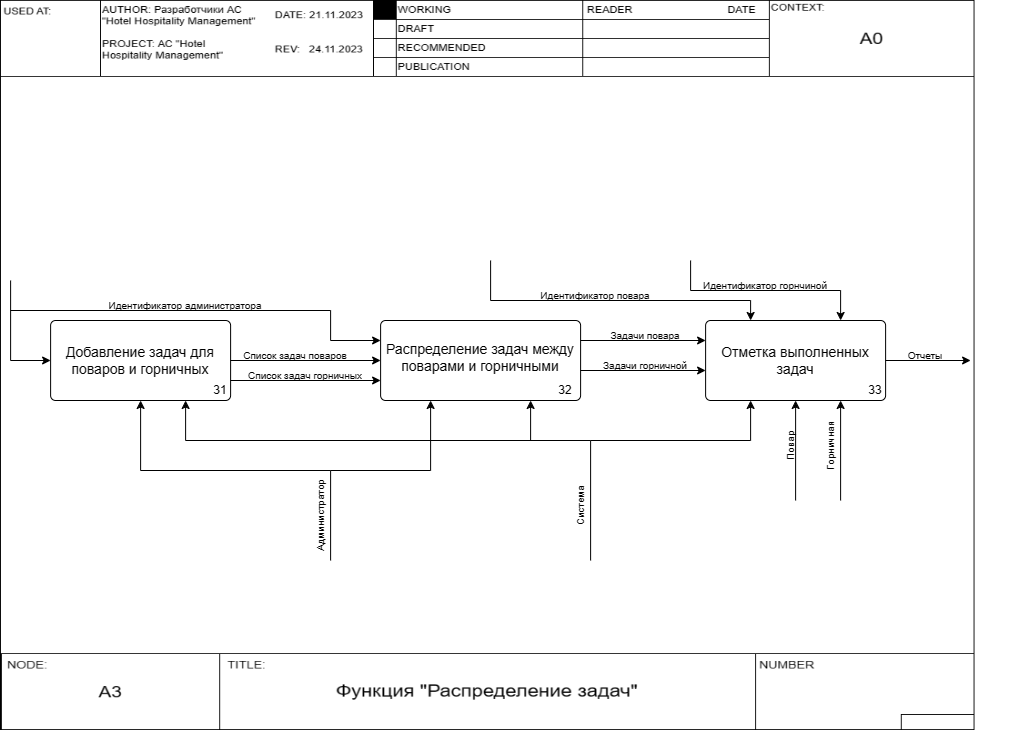 USED AT:
AUTHOR: Разработчики АС
"Hotel Hospitality Management"
DATE: 21.11.2023
PROJECT: АС "Hotel
Hospitality Management"
REV: 24.11.2023
WORKING
DRAFT
RECOMMENDED
PUBLICATION
READER DATE
CONTEXT:
A0
Идентификатор администратора
Идентификатор повара
Идентификатор горнчиной
Добавление задач для
поваров и горничных
31
Список задач поваров
Список задач горничных
Распределение задач между
поварами и горничными
32
Задачи повара
Задачи горничной
Отметка выполненных
задач
33
Отчеты
Администратор
Система
Повар
Горничная
NODE:
A3
TITLE:
Функция "Распределение задач"
NUMBER